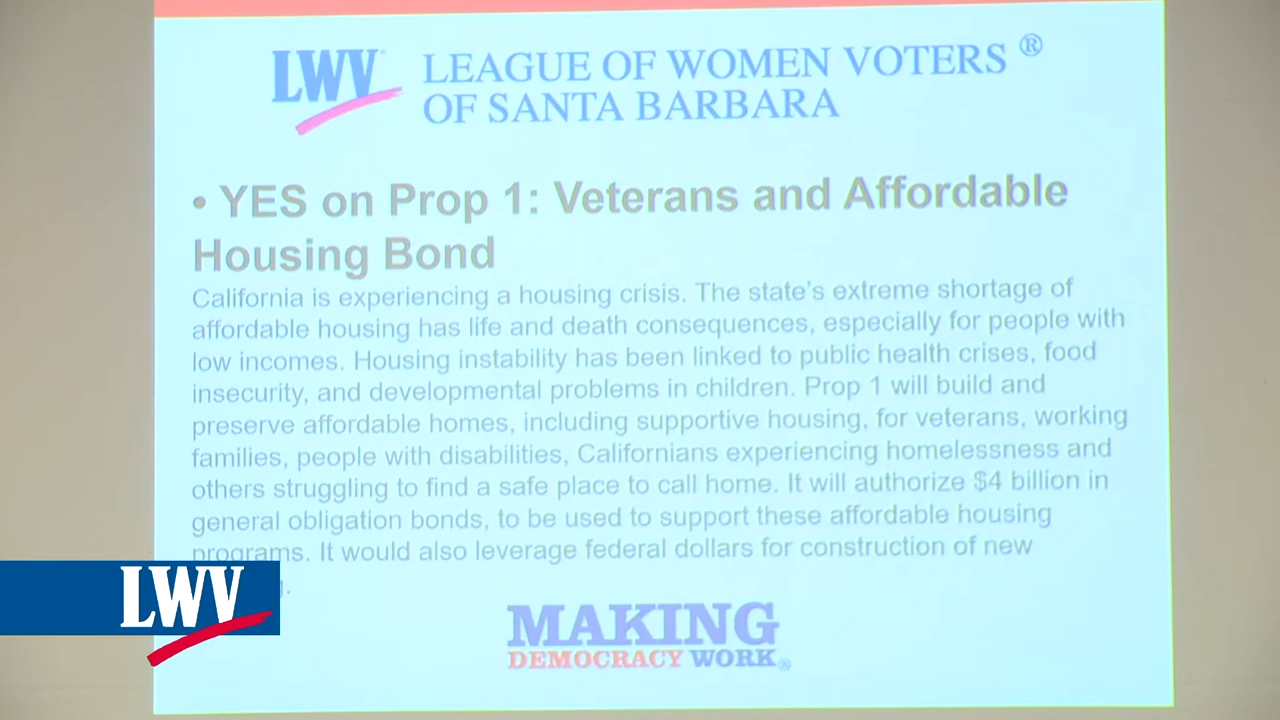 LWV® LEAGUE OF WOMEN VOTERS®
OF SANTA BARBARA
• YES on Prop 1: Veterans and Affordable
Housing Bond
California is experiencing a housing crisis. The state's extreme shortage of
affordable housing has life and death consequences, especially for people with
low incomes. Housing instability has been linked to public health crises, food
insecurity, and developmental problems in children. Prop 1 will build and
preserve affordable homes, including supportive housing, for veterans, working
families, people with disabilities, Californians experiencing homelessness and
others struggling to find a safe place to call home. It will authorize $4 billion in
general obligation bonds, to be used to support these affordable housing
programs. It would also leverage federal dollars for construction of new
LWV
MAKING
DEMOCRACY WORK®